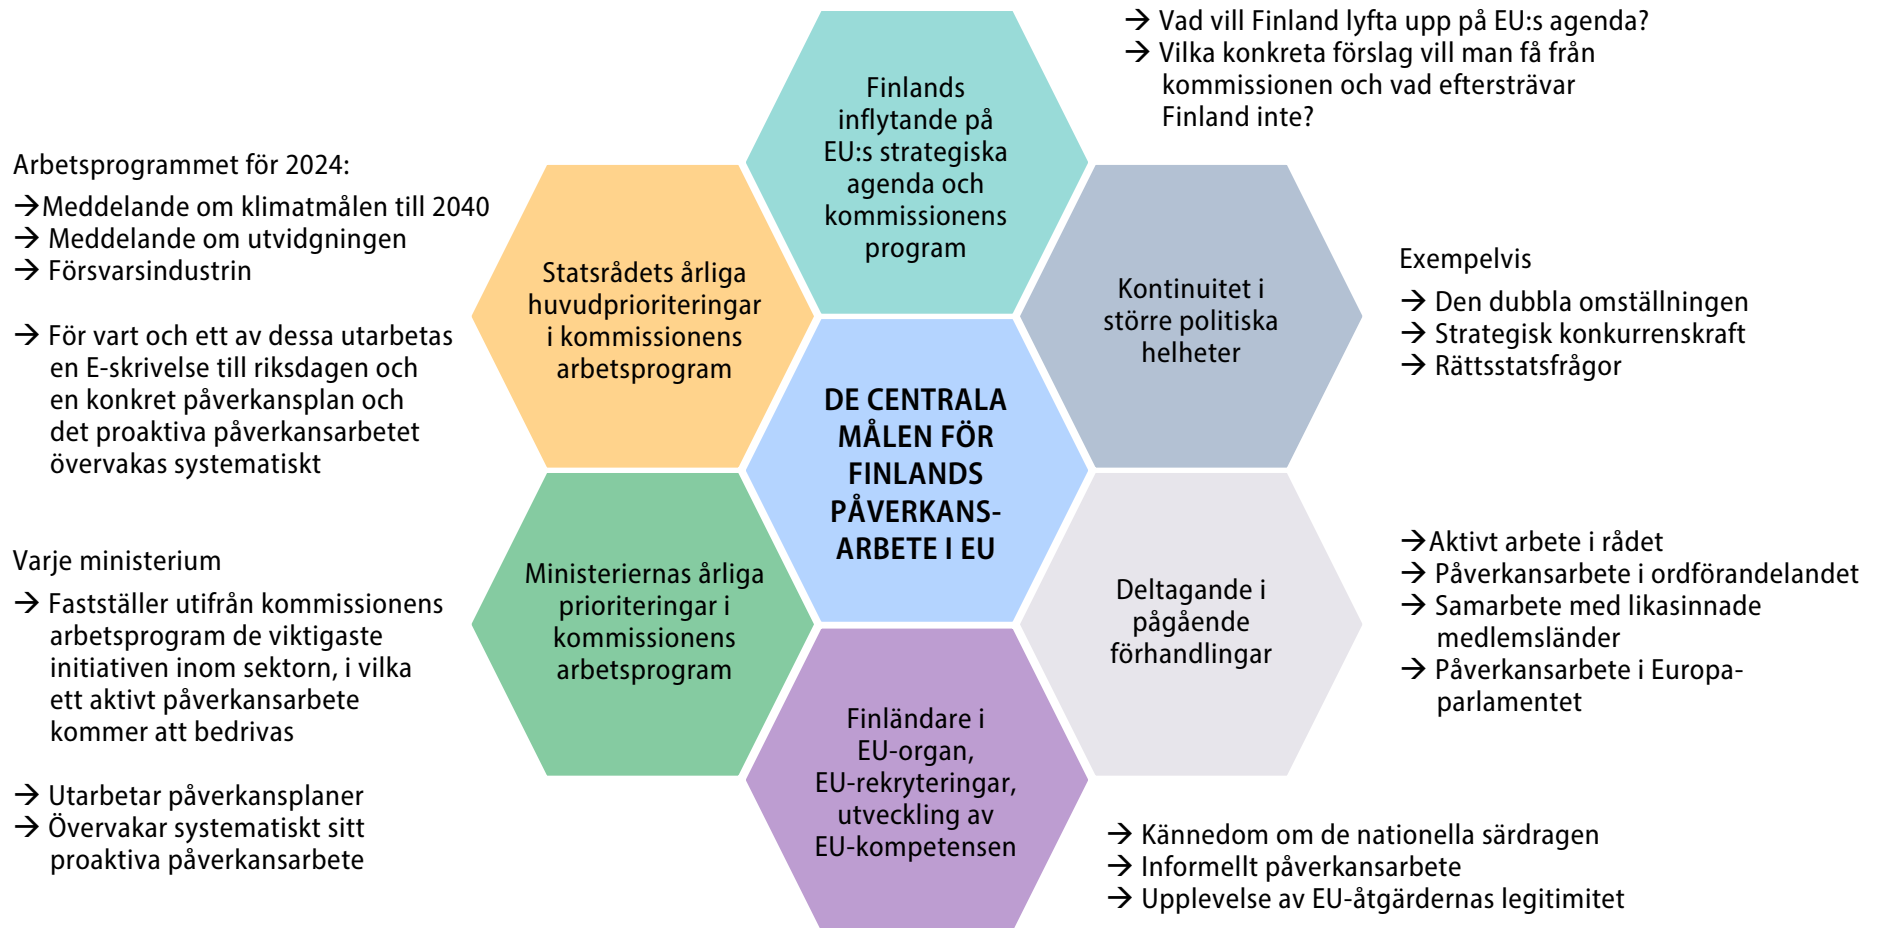 → Vad vill Finland lyfta upp på EU:s agenda?
→ Vilka konkreta förslag vill man få från
kommissionen och vad eftersträvar
Finland inte?
Finlands
inflytande på
EU:s strategiska
agenda och
kommissionens
program
Arbetsprogrammet för 2024:
→Meddelande om klimatmålen till 2040
→ Meddelande om utvidgningen
→ Försvarsindustrin
→ För vart och ett av dessa utarbetas
en E-skrivelse till riksdagen och
en konkret påverkansplan och
det proaktiva påverkansarbetet
övervakas systematiskt
Statsrådets årliga
huvudprioriteringar
i kommissionens
arbetsprogram
Kontinuitet i
större politiska
helheter
Exempelvis
→ Den dubbla omställningen
→ Strategisk konkurrenskraft
→ Rättsstatsfrågor
DE CENTRALA
MÅLEN FÖR
FINLANDS
PÅVERKANS-
ARBETE I EU
Varje ministerium
→ Fastställer utifrån kommissionens
arbetsprogram de viktigaste
initiativen inom sektorn, i vilka
ett aktivt påverkansarbete
kommer att bedrivas
→ Utarbetar påverkansplaner
→ Övervakar systematiskt sitt
proaktiva påverkansarbete
Ministeriernas årliga
prioriteringar i
kommissionens
arbetsprogram
Deltagande i
pågående
förhandlingar
→Aktivt arbete i rådet
→ Påverkansarbete i ordförandelandet
→ Samarbete med likasinnade
medlemsländer
→ Påverkansarbete i Europa-
parlamentet
Finländare i
EU-organ,
EU-rekryteringar,
utveckling av
EU-kompetensen
→ Kännedom om de nationella särdragen
→ Informellt påverkansarbete
→ Upplevelse av EU-åtgärdernas legitimitet